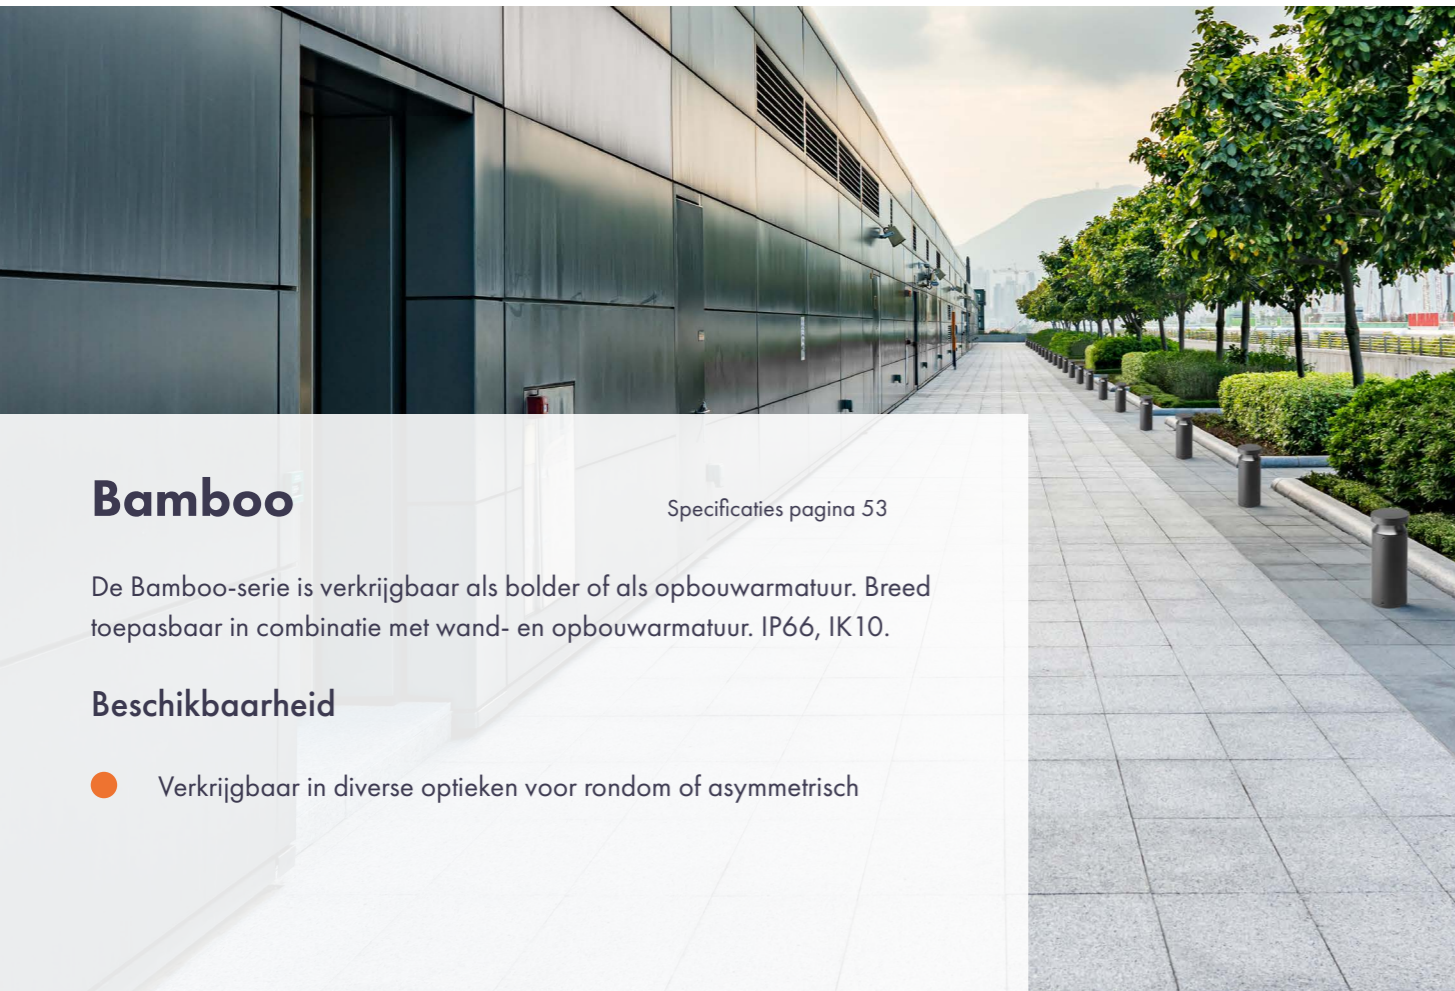 Bamboo
Specificaties pagina 53
De Bamboo-serie is verkrijgbaar als bolder of als opbouwarmatuur. Breed
toepasbaar in combinatie met wand- en opbouwarmatuur. IP66, IK10.
Beschikbaarheid
Verkrijgbaar in diverse optieken voor rondom of asymmetrisch